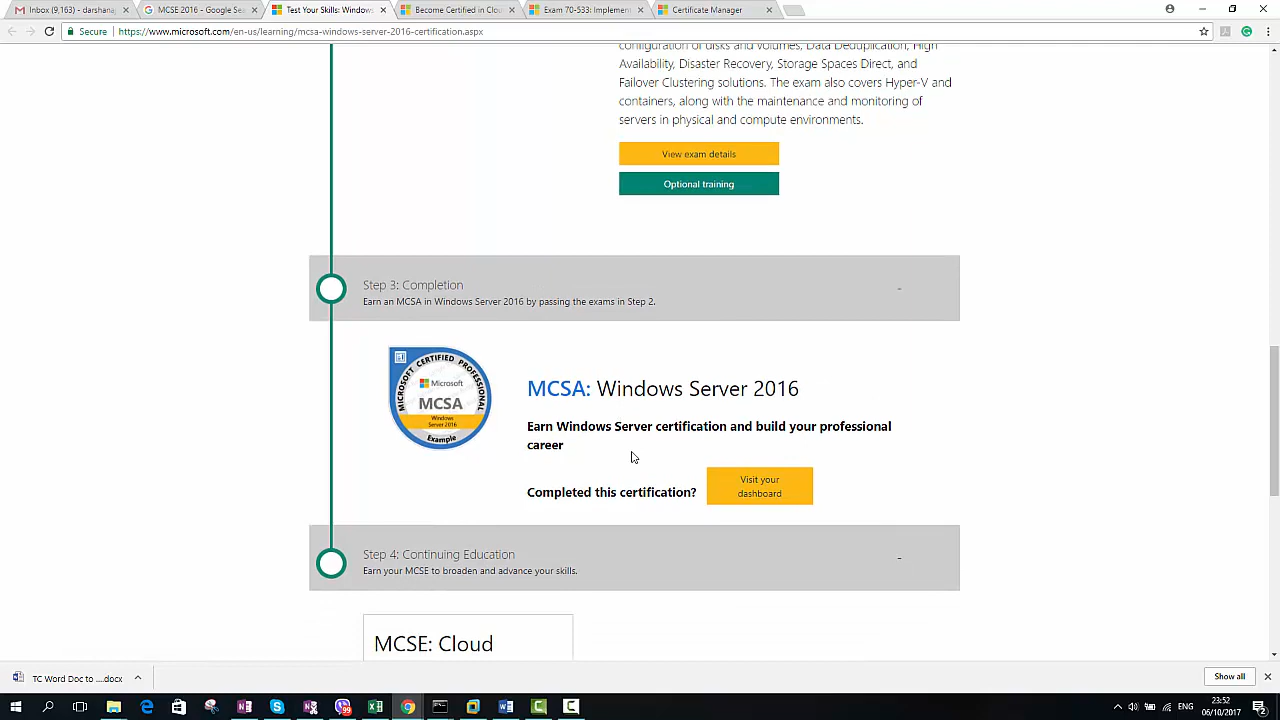 Inbox (9,163) - darshana
MCSE 2016 - Google Sea
Test Your Skills: Window
Become Certified in Clou
Exam 70-533: Implemen
Certificate Manager
Secure
https://www.microsoft.com/en-us/learning/mcsa-windows-server-2016-certification.aspx
configuration of disks and volumes, Data Deduplication, High
Availability, Disaster Recovery, Storage Spaces Direct, and
Failover Clustering solutions. The exam also covers Hyper-V and
containers, along with the maintenance and monitoring of
servers in physical and compute environments.
View exam details
Optional training
Step 3: Completion
Earn an MCSA in Windows Server 2016 by passing the exams in Step 2.
-
MICROSOFT CERTIFIED PROFESSIONAL
Microsoft
MCSA
Windows
Server 2016
Example
MCSA: Windows Server 2016
Earn Windows Server certification and build your professional
career
Completed this certification?
Visit your
dashboard
Step 4: Continuing Education
Earn your MCSE to broaden and advance your skills.
-
MCSE: Cloud
TC Word Doc to ....docx
Show all
99
ENG
23:52
06/10/2017
2